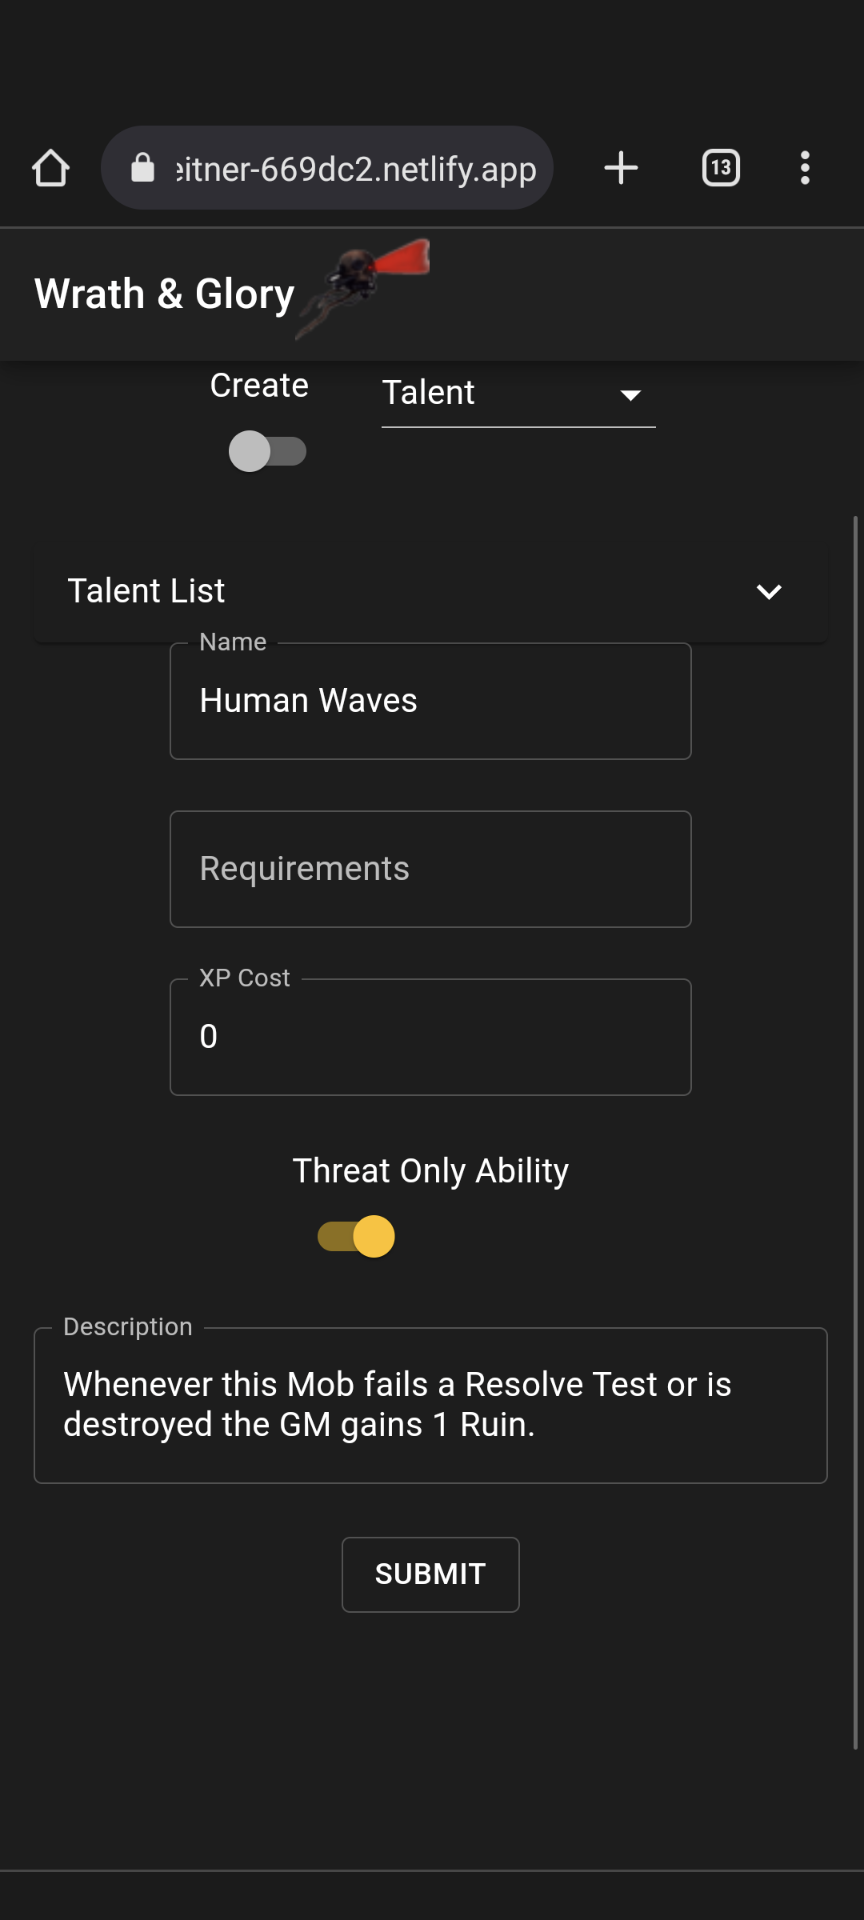 eitner-669dc2.netlify.app
13
Wrath & Glory
Create
Talent
Talent List
Name
Human Waves
Requirements
XP Cost
0
Threat Only Ability
Description
Whenever this Mob fails a Resolve Test or is
destroyed the GM gains 1 Ruin.
SUBMIT